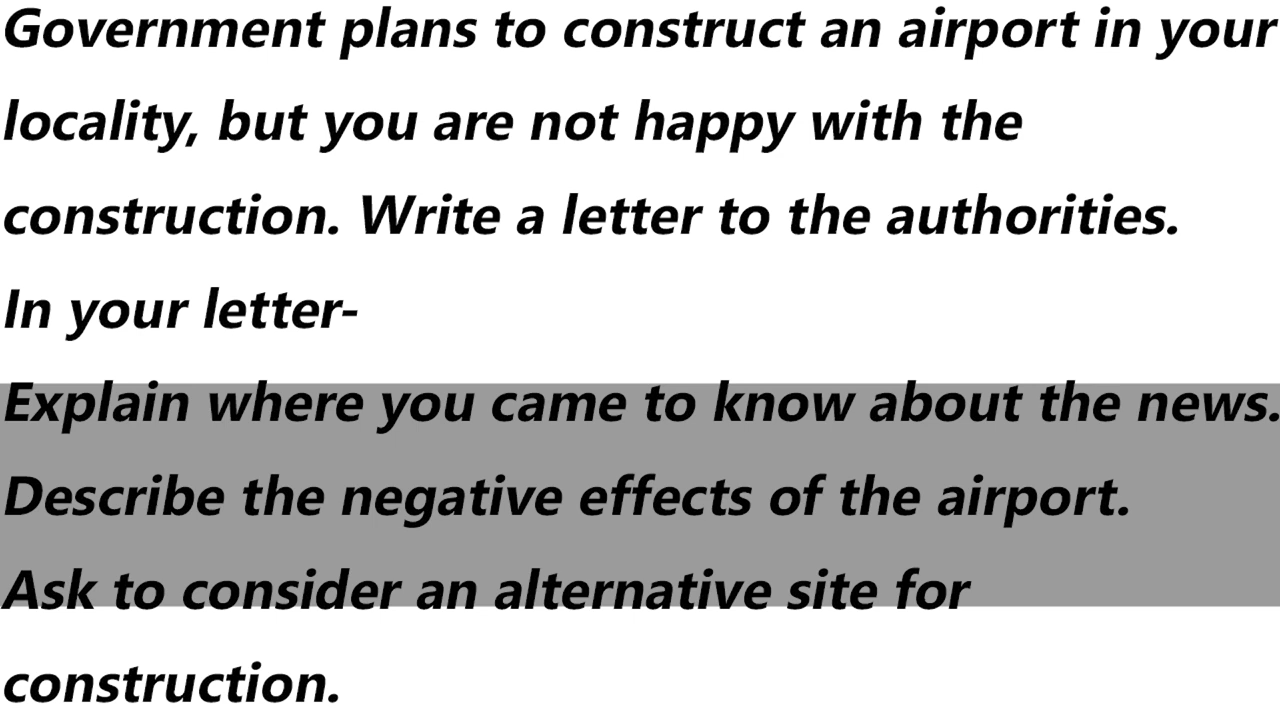 Government plans to construct an airport in your
locality, but you are not happy with the
construction. Write a letter to the authorities.
In your letter-
Explain where you came to know about the news.
Describe the negative effects of the airport.
Ask to consider an alternative site for
construction.